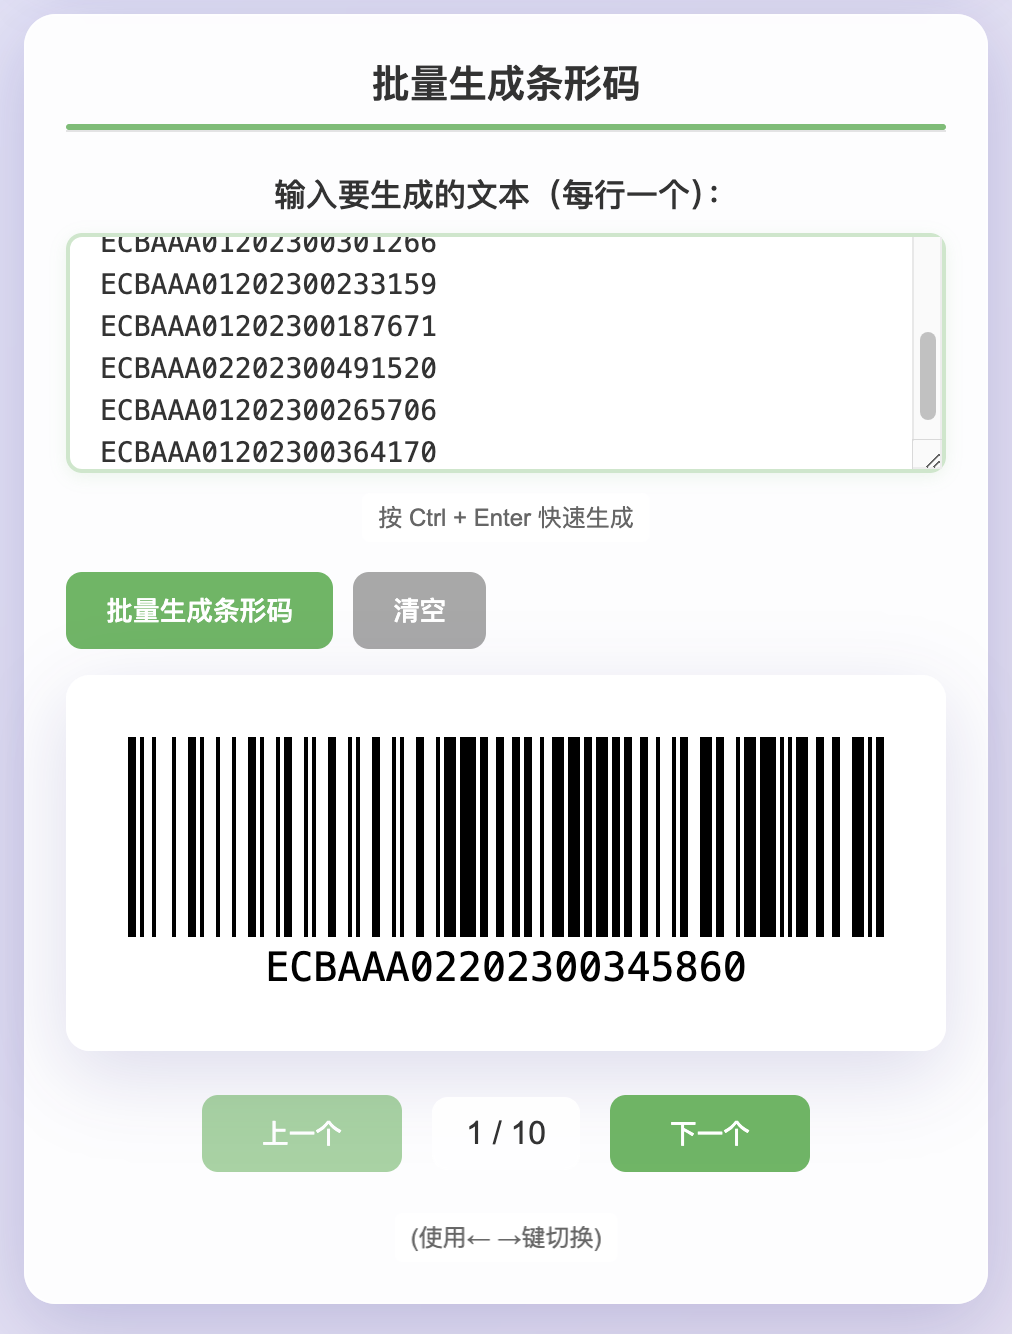 批量生成条形码
输入要生成的文本（每行一个）：
ECBAAA01202300301266
ECBAAA01202300233159
ECBAAA01202300187671
ECBAAA02202300491520
ECBAAA01202300265706
ECBAAA01202300364170
按 Ctrl + Enter 快速生成
批量生成条形码 清空
ECBAAA02202300345860
上一个 1 / 10 下一个
(使用← →键切换)